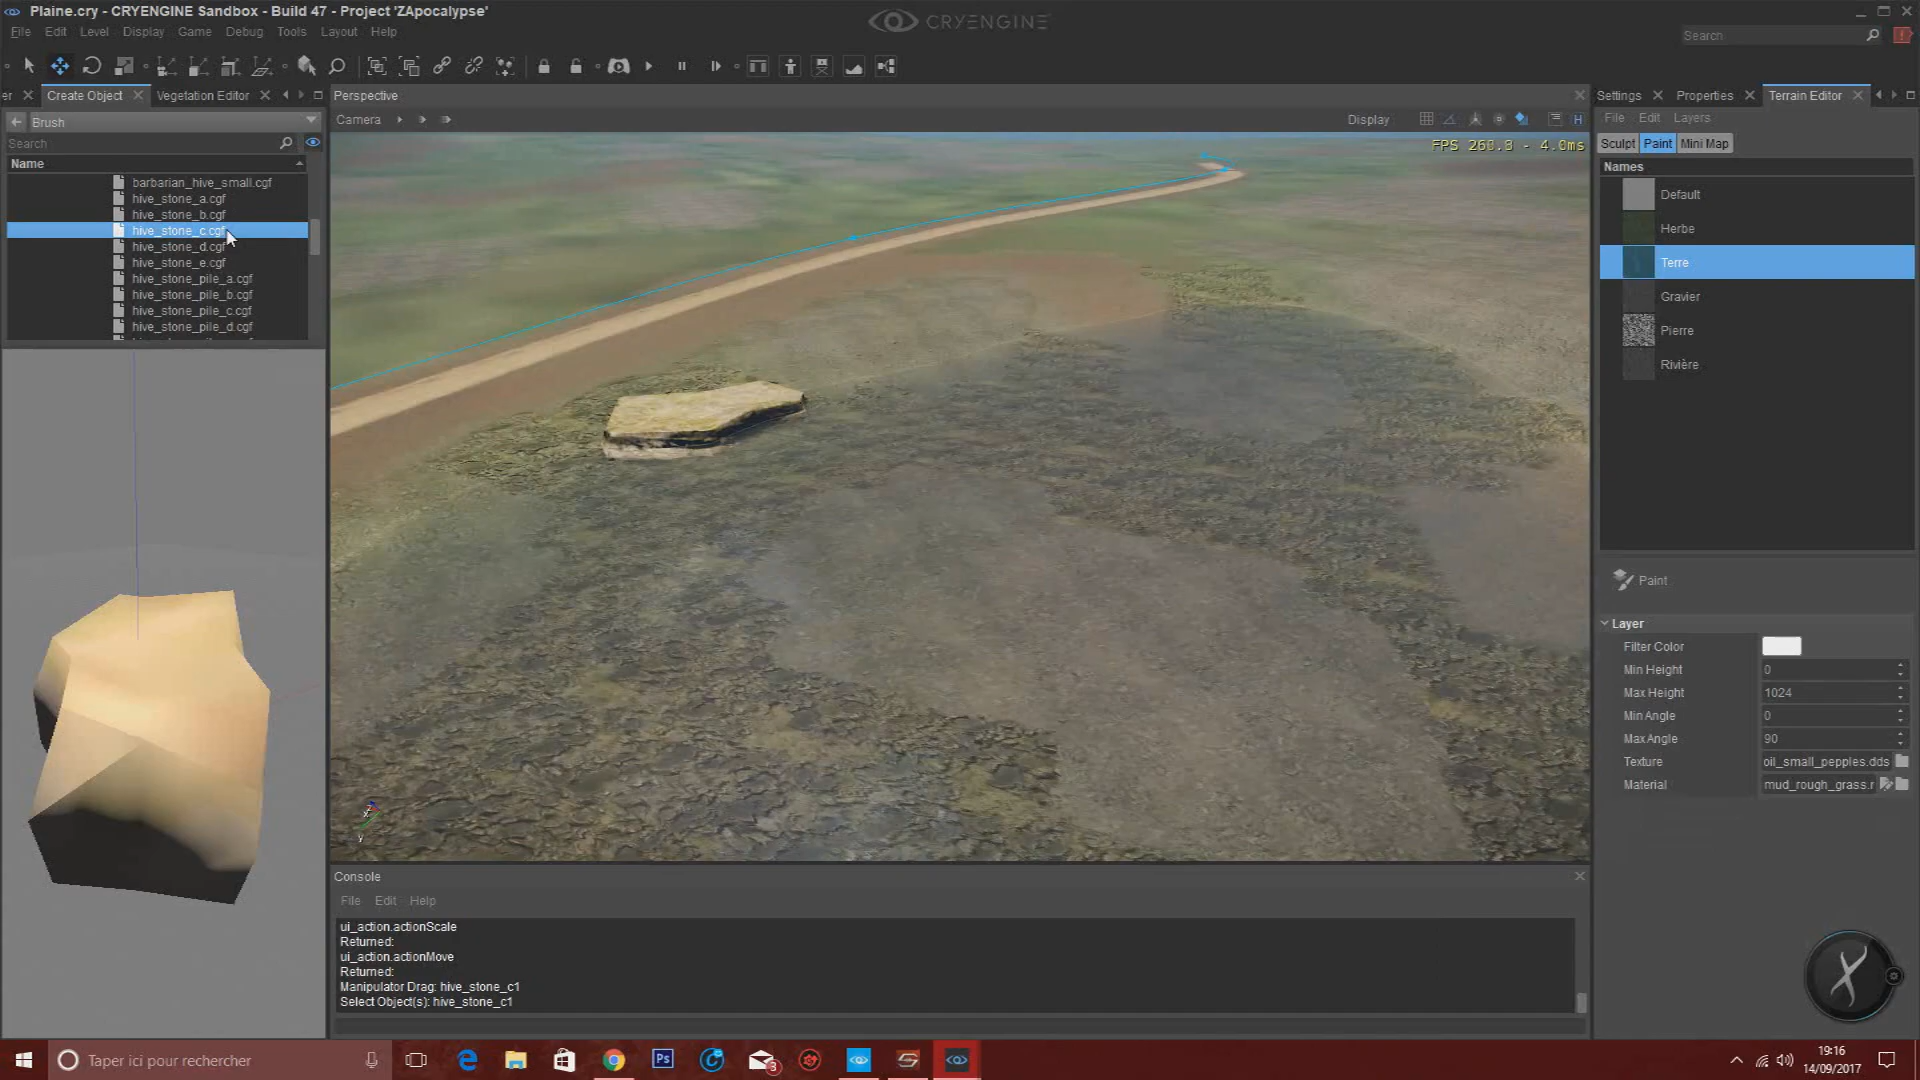 Plaine.cry - CRYENGINE Sandbox - Build 47 - Project 'ZApocalypse'
CRYENGINE
File Edit Level Display Game Debug Tools Layout Help
Search
er Create Object Vegetation Editor
Perspective
Settings Properties Terrain Editor
Brush
Camera
Display
H
File Edit Layers
Search
FPS 260.8 - 4.0ms
Sculpt Paint Mini Map
Name
Names
barbarian_hive_small.cgf
hive_stone_a.cgf
hive_stone_b.cgf
hive_stone_c.cgf
hive_stone_d.cgf
hive_stone_e.cgf
hive_stone_pile_a.cgf
hive_stone_pile_b.cgf
hive_stone_pile_c.cgf
hive_stone_pile_d.cgf
Default
Herbe
Terre
Gravier
Pierre
Rivière
Paint
Layer
Filter Color
Min Height 0
Max Height 1024
Min Angle 0
Max Angle 90
Texture oil_small_pepples.dds
Material mud_rough_grass.r
z
x
y
Console
File Edit Help
ui_action.actionScale
Returned:
ui_action.actionMove
Returned:
Manipulator Drag: hive_stone_c1
Select Object(s): hive_stone_c1
Taper ici pour rechercher
Ps
3
19:16
14/09/2017